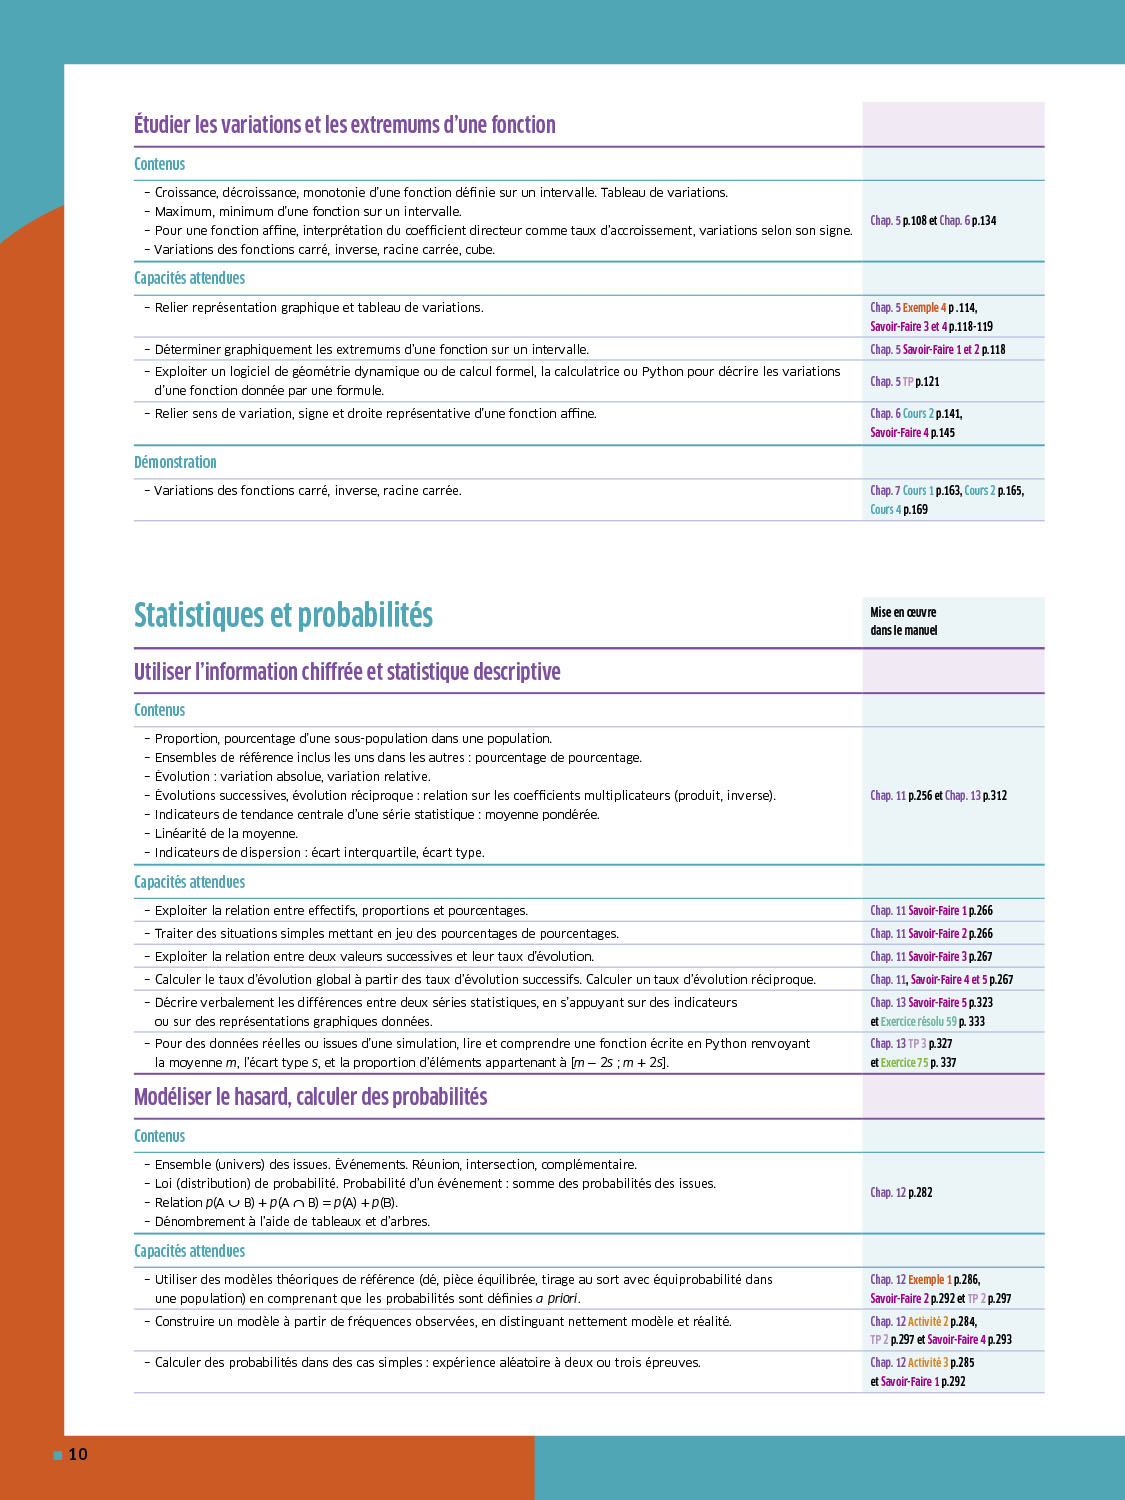 Étudier les variations et les extremums d'une fonction
Contenus
– Croissance, décroissance, monotonie d'une fonction définie sur un intervalle. Tableau de variations.
– Maximum, minimum d'une fonction sur un intervalle.
– Pour une fonction affine, interprétation du coefficient directeur comme taux d'accroissement, variations selon son signe.
– Variations des fonctions carré, inverse, racine carrée, cube.
Chap. 5 p.108 et Chap. 6 p.134
Capacités attendues
– Relier représentation graphique et tableau de variations.
Chap. 5 Exemple 4 p .114,
Savoir-Faire 3 et 4 p.118-119
– Déterminer graphiquement les extremums d'une fonction sur un intervalle.
Chap. 5 Savoir-Faire 1 et 2 p.118
– Exploiter un logiciel de géométrie dynamique ou de calcul formel, la calculatrice ou Python pour décrire les variations
d'une fonction donnée par une formule.
Chap. 5 TP p.121
– Relier sens de variation, signe et droite représentative d'une fonction affine.
Chap. 6 Cours 2 p.141,
Savoir-Faire 4 p.145
Démonstration
– Variations des fonctions carré, inverse, racine carrée.
Chap. 7 Cours 1 p.163, Cours 2 p.165,
Cours 4 p.169
Statistiques et probabilités
Mise en œuvre
dans le manuel
Utiliser l'information chiffrée et statistique descriptive
Contenus
– Proportion, pourcentage d'une sous-population dans une population.
– Ensembles de référence inclus les uns dans les autres : pourcentage de pourcentage.
– Évolution : variation absolue, variation relative.
– Évolutions successives, évolution réciproque : relation sur les coefficients multiplicateurs (produit, inverse).
– Indicateurs de tendance centrale d'une série statistique : moyenne pondérée.
– Linéarité de la moyenne.
– Indicateurs de dispersion : écart interquartile, écart type.
Chap. 11 p.256 et Chap. 13 p.312
Capacités attendues
– Exploiter la relation entre effectifs, proportions et pourcentages.
Chap. 11 Savoir-Faire 1 p.266
– Traiter des situations simples mettant en jeu des pourcentages de pourcentages.
Chap. 11 Savoir-Faire 2 p.266
– Exploiter la relation entre deux valeurs successives et leur taux d'évolution.
Chap. 11 Savoir-Faire 3 p.267
– Calculer le taux d'évolution global à partir des taux d'évolution successifs. Calculer un taux d'évolution réciproque.
Chap. 11, Savoir-Faire 4 et 5 p.267
– Décrire verbalement les différences entre deux séries statistiques, en s'appuyant sur des indicateurs
ou sur des représentations graphiques données.
Chap. 13 Savoir-Faire 5 p.323
et Exercice résolu 59 p. 333
– Pour des données réelles ou issues d'une simulation, lire et comprendre une fonction écrite en Python renvoyant
la moyenne m, l'écart type s, et la proportion d'éléments appartenant à [m − 2s ; m + 2s].
Chap. 13 TP 3 p.327
et Exercice 75 p. 337
Modéliser le hasard, calculer des probabilités
Contenus
– Ensemble (univers) des issues. Événements. Réunion, intersection, complémentaire.
– Loi (distribution) de probabilité. Probabilité d'un événement : somme des probabilités des issues.
– Relation p(A ∪ B) + p(A ∩ B) = p(A) + p(B).
– Dénombrement à l'aide de tableaux et d'arbres.
Chap. 12 p.282
Capacités attendues
– Utiliser des modèles théoriques de référence (dé, pièce équilibrée, tirage au sort avec équiprobabilité dans
une population) en comprenant que les probabilités sont définies a priori.
Chap. 12 Exemple 1 p.286,
Savoir-Faire 2 p.292 et TP 2 p.297
– Construire un modèle à partir de fréquences observées, en distinguant nettement modèle et réalité.
Chap. 12 Activité 2 p.284,
TP 2 p.297 et Savoir-Faire 4 p.293
– Calculer des probabilités dans des cas simples : expérience aléatoire à deux ou trois épreuves.
Chap. 12 Activité 3 p.285
et Savoir-Faire 1 p.292
10